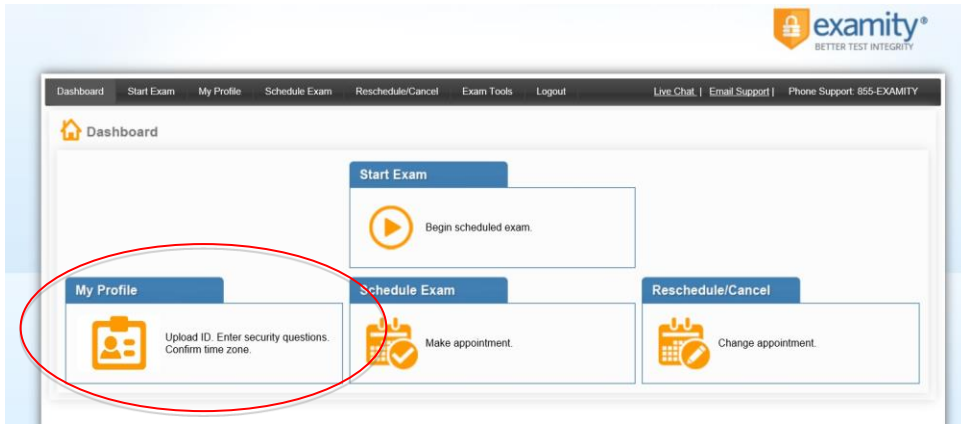 examity®
BETTER TEST INTEGRITY
Dashboard Start Exam My Profile Schedule Exam Reschedule/Cancel Exam Tools Logout Live Chat | Email Support | Phone Support: 855-EXAMITY
Dashboard
Start Exam
Begin scheduled exam.
My Profile
Upload ID. Enter security questions.
Confirm time zone.
Schedule Exam
Make appointment.
Reschedule/Cancel
Change appointment.